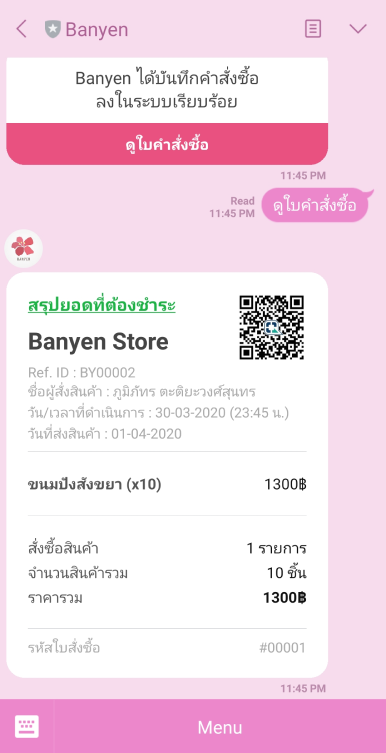 Banyen
Banyen ได้บันทึกคำสั่งซื้อ
ลงในระบบเรียบร้อย
ดูใบคำสั่งซื้อ
11:45 PM
Read
11:45 PM
ดูใบคำสั่งซื้อ
BANYEN
สรุปยอดที่ต้องชำระ
Banyen Store
Ref. ID : BY00002
ชื่อผู้สั่งสินค้า : ภูมิภัทร ตะติยะวงศ์สุนทร
วัน/เวลาที่ดำเนินการ : 30-03-2020 (23:45 น.)
วันที่ส่งสินค้า : 01-04-2020
ขนมปังสังขยา (x10) 1300฿
สั่งซื้อสินค้า 1 รายการ
จำนวนสินค้ารวม 10 ชิ้น
ราคารวม 1300฿
รหัสใบสั่งซื้อ #00001
11:45 PM
Menu